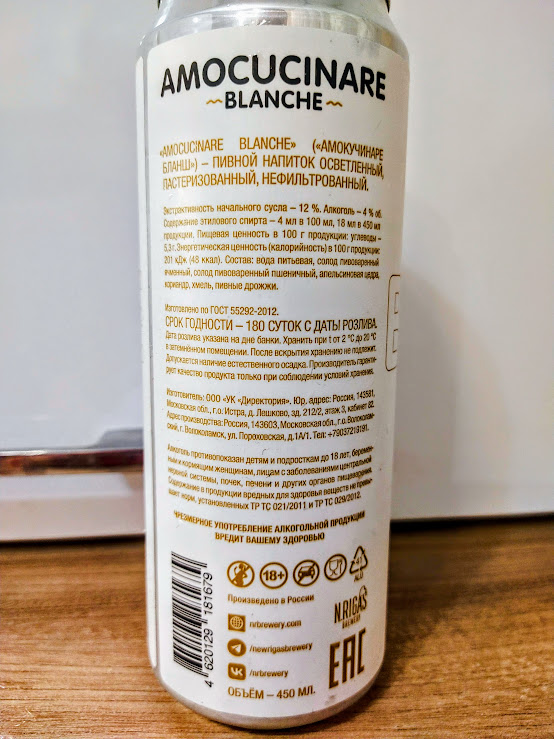 AMOCUCINARE
~BLANCHE~
«AMOCUCINARE BLANCHE» («АМОКУЧИНАРЕ
БЛАНШ») – ПИВНОЙ НАПИТОК ОСВЕТЛЕННЫЙ,
ПАСТЕРИЗОВАННЫЙ, НЕФИЛЬТРОВАННЫЙ.
Экстрактивность начального сусла – 12 %. Алкоголь – 4 % об.
Содержание этилового спирта – 4 мл в 100 мл, 18 мл в 450 мл
продукции. Пищевая ценность в 100 г продукции: углеводы –
5,3 г. Энергетическая ценность (калорийность) в 100 г продукции:
201 кДж (48 ккал). Состав: вода питьевая, солод пивоваренный
ячменный, солод пивоваренный пшеничный, апельсиновая цедра,
кориандр, хмель, пивные дрожжи.
Изготовлено по ГОСТ 55292-2012.
СРОК ГОДНОСТИ – 180 СУТОК С ДАТЫ РОЗЛИВА.
Дата розлива указана на дне банки. Хранить при t от 2 °C до 20 °C
в затемнённом помещении. После вскрытия хранению не подлежит.
Допускается наличие естественного осадка. Производитель гаранти-
рует качество продукта только при соблюдении условий хранения.
Изготовитель: ООО «УК «Директория». Юр. адрес: Россия, 143581,
Московская обл., г.о. Истра, д. Лешково, зд. 212/2, этаж 3, кабинет 82.
Адрес производства: Россия, 143603, Московская обл., г.о. Волоколам-
ский, г. Волоколамск, ул. Пороховская, д.1А/1. Тел: +79037219191.
Алкоголь противопоказан детям и подросткам до 18 лет, беремен-
ным и кормящим женщинам, лицам с заболеваниями центральной
нервной системы, почек, печени и других органов пищеварения.
Содержание в продукции вредных для здоровья веществ не превы-
шает норм, установленных ТР ТС 021/2011 и ТР ТС 029/2012.
ЧРЕЗМЕРНОЕ УПОТРЕБЛЕНИЕ АЛКОГОЛЬНОЙ ПРОДУКЦИИ
ВРЕДИТ ВАШЕМУ ЗДОРОВЬЮ
18+
41
ALU
Произведено в России
nrbrewery.com
/newrigasbrewery
/nrbrewery
N.RIGA'S
BREWERY
EAC
ОБЪЁМ – 450 МЛ.
4 620129 181679